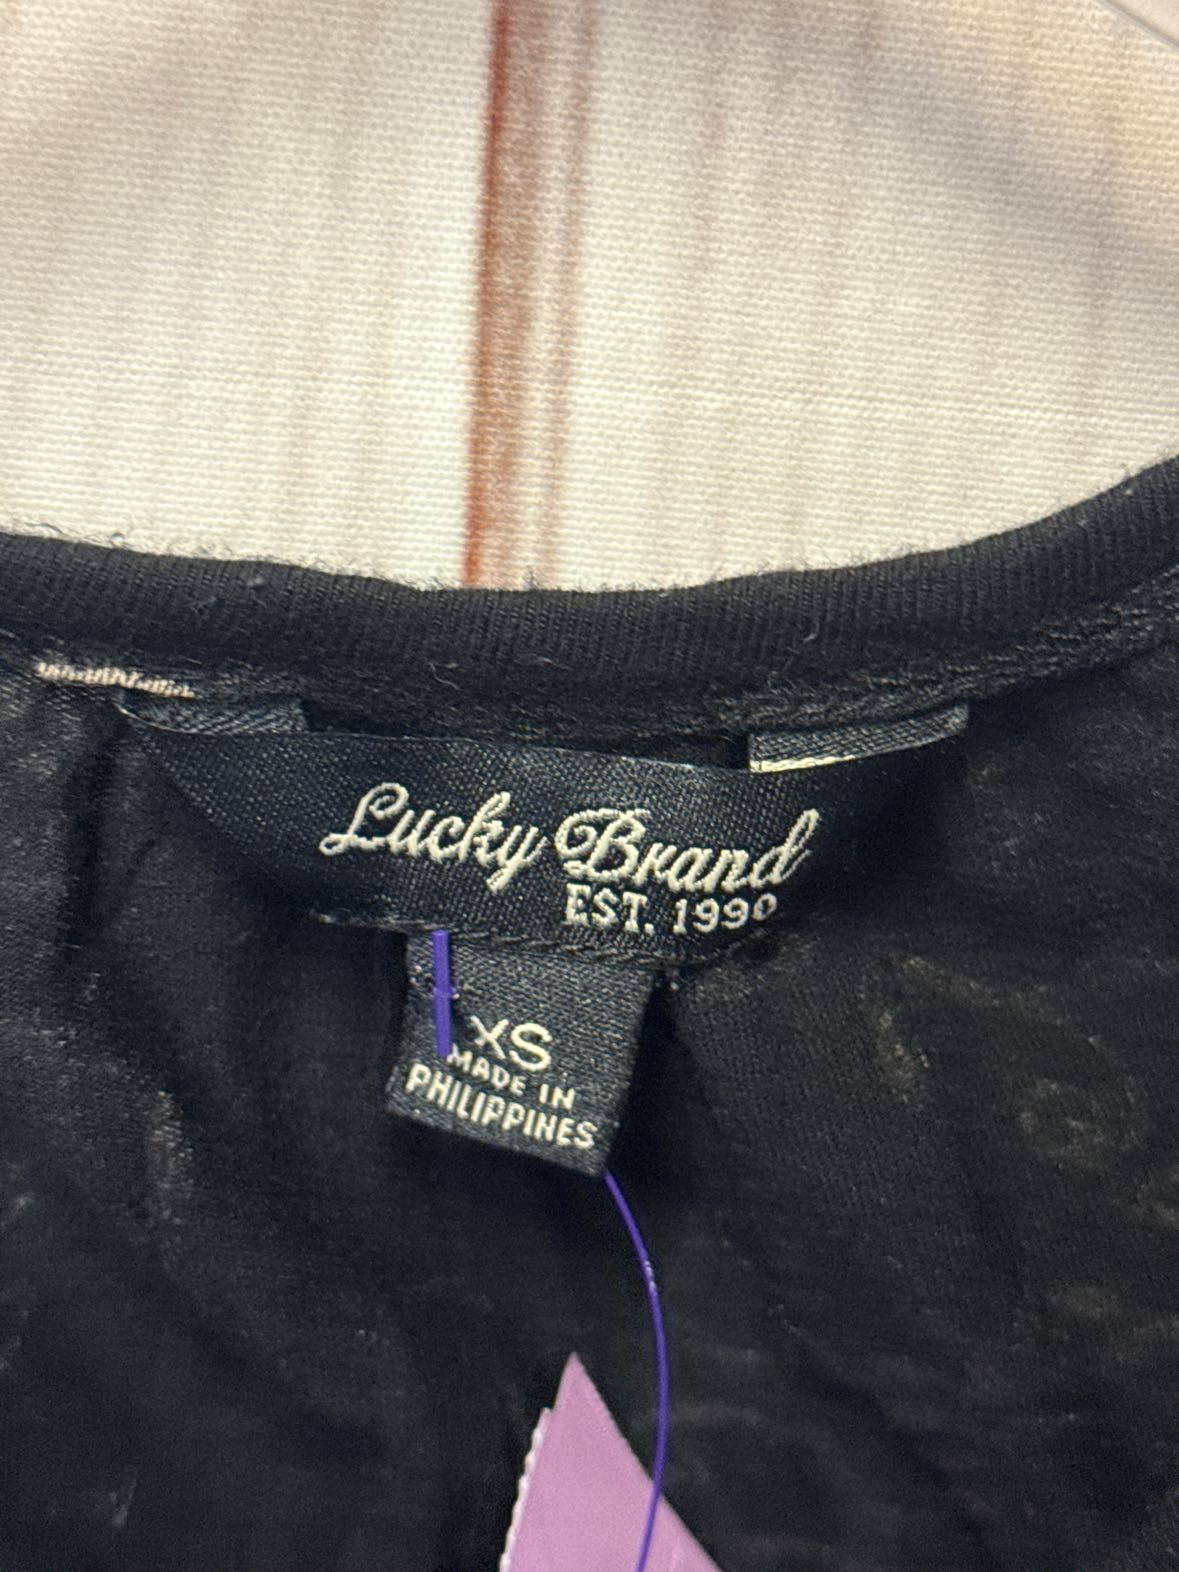 Lucky Brand
EST. 1990
XS
MADE IN
PHILIPPINES